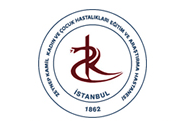 ZEYNEP KAMİL KADIN VE ÇOCUK HASTALIKLARI EĞİTİM VE ARAŞTIRMA HASTANESİ
İSTANBUL
1862